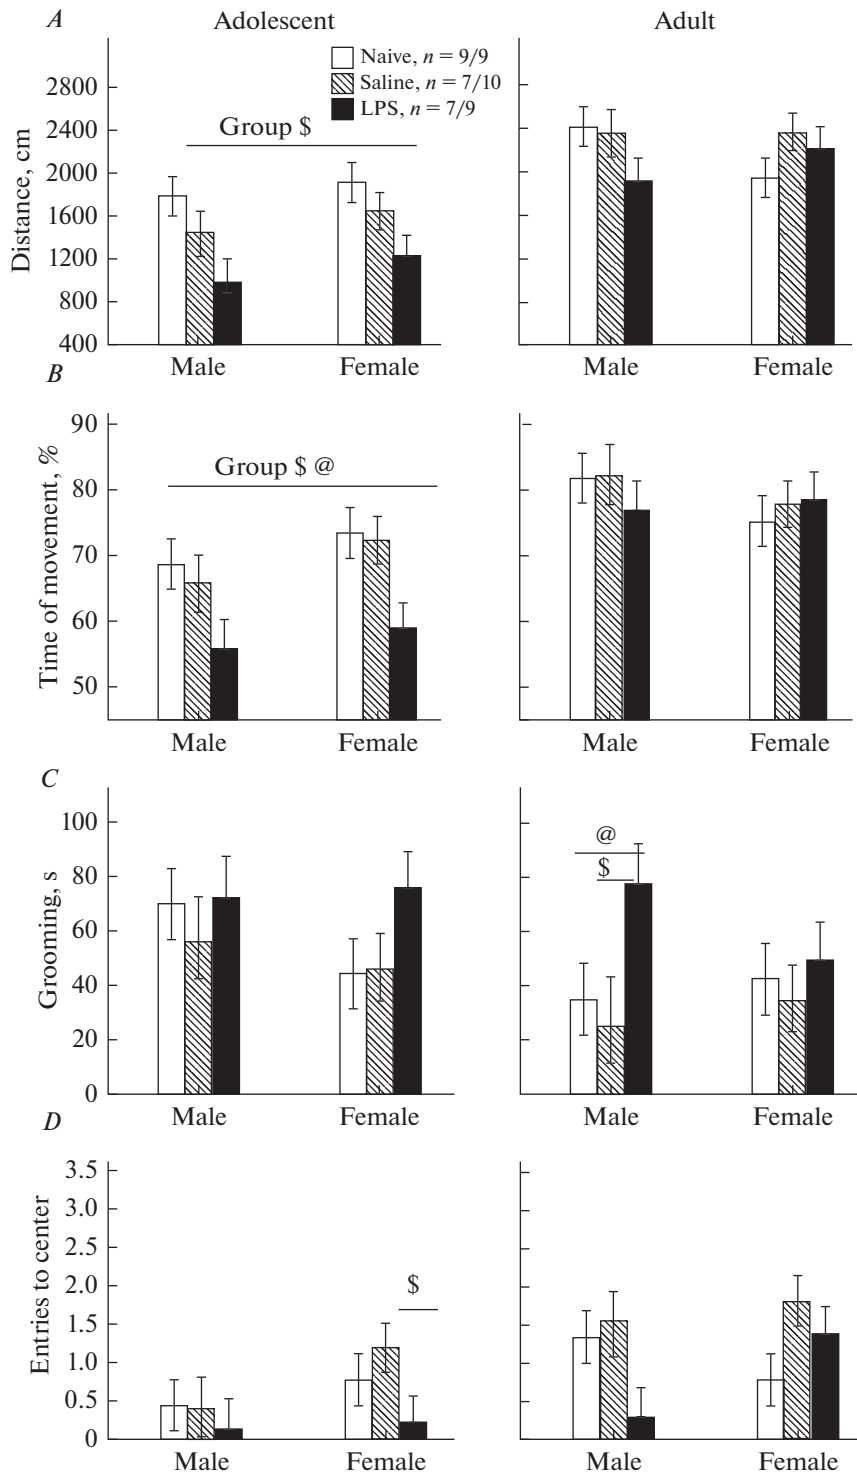 A
Adolescent
Adult
Naive, n = 9/9
Saline, n = 7/10
LPS, n = 7/9
Group $
Distance, cm
2800
2400
2000
1600
1200
800
400
Male
Female
Male
Female
B
Group $ @
Time of movement, %
90
80
70
60
50
Male
Female
Male
Female
C
Grooming, s
100
80
60
40
20
0
@
$
Male
Female
Male
Female
D
Entries to center
3.5
3.0
2.5
2.0
1.5
1.0
0.5
0
$
Male
Female
Male
Female